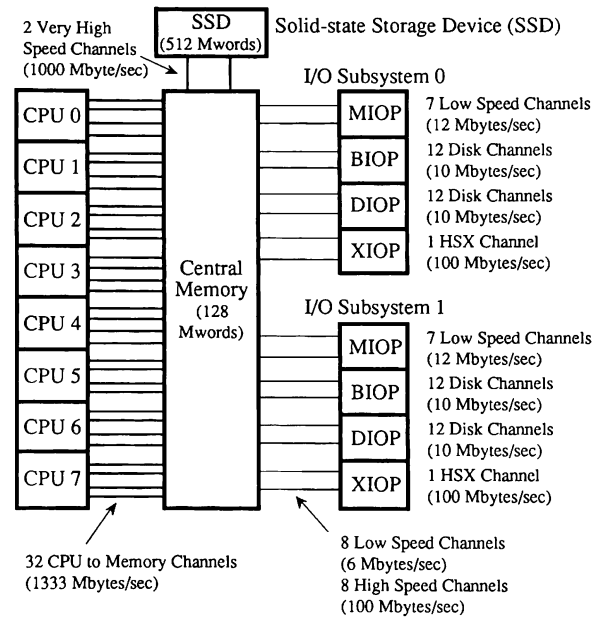 SSD
(512 Mwords)
Solid-state Storage Device (SSD)
2 Very High
Speed Channels
(1000 Mbyte/sec)
I/O Subsystem 0
CPU 0
CPU 1
CPU 2
CPU 3
CPU 4
CPU 5
CPU 6
CPU 7
Central
Memory
(128
Mwords)
MIOP
7 Low Speed Channels
(12 Mbytes/sec)
BIOP
12 Disk Channels
(10 Mbytes/sec)
DIOP
12 Disk Channels
(10 Mbytes/sec)
XIOP
1 HSX Channel
(100 Mbytes/sec)
I/O Subsystem 1
MIOP
7 Low Speed Channels
(12 Mbytes/sec)
BIOP
12 Disk Channels
(10 Mbytes/sec)
DIOP
12 Disk Channels
(10 Mbytes/sec)
XIOP
1 HSX Channel
(100 Mbytes/sec)
32 CPU to Memory Channels
(1333 Mbytes/sec)
8 Low Speed Channels
(6 Mbytes/sec)
8 High Speed Channels
(100 Mbytes/sec)